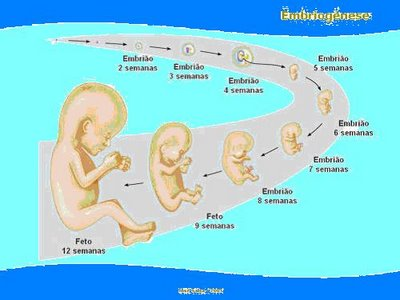 Embriogênese
Embrião
2 semanas
Embrião
3 semanas
Embrião
4 semanas
Embrião
5 semanas
Embrião
6 semanas
Embrião
7 semanas
Embrião
8 semanas
Feto
9 semanas
Feto
12 semanas